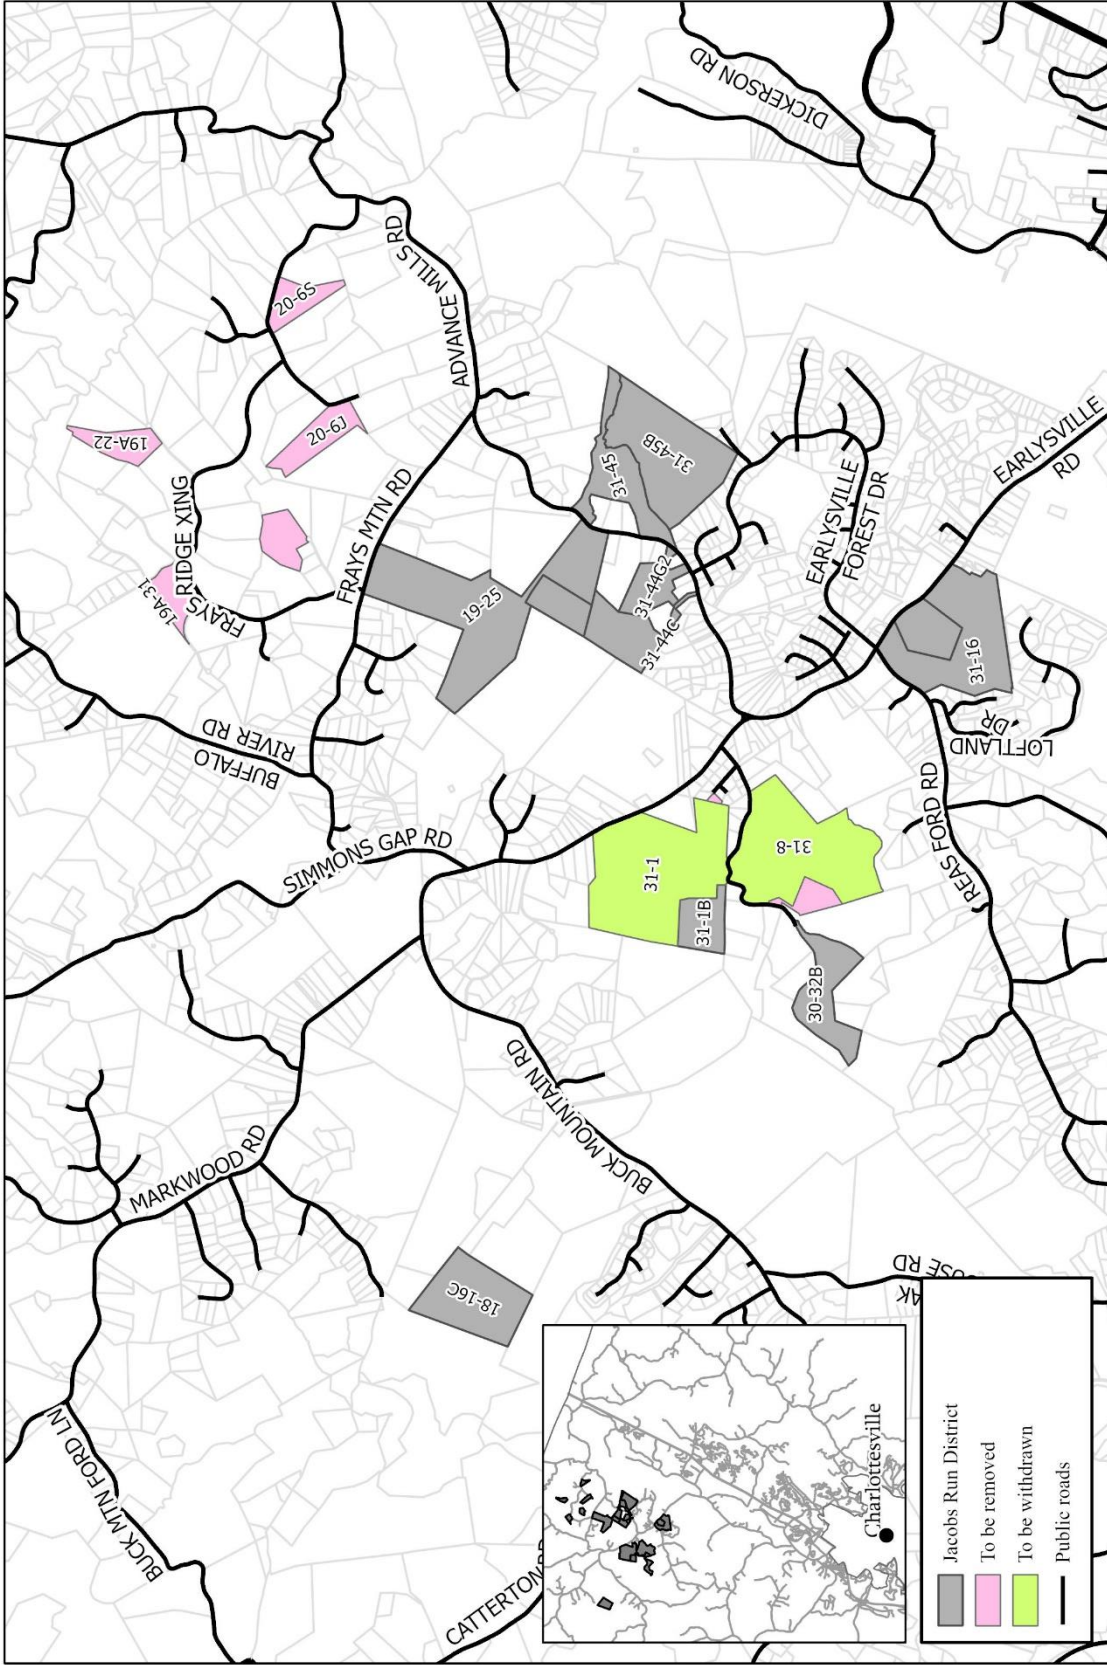 BUCK MTN FORD LN
MARKWOOD RD
SIMMONS GAP RD
BUFFALO
RIVER RD
FRAYS
RIDGE XING
19A-31
19A-22
20-6J
20-6S
FRAYS MTN RD
ADVANCE MILLS RD
DICKERSON RD
18-16C
BUCK MOUNTAIN RD
19-25
31-44C
31-44G2
31-45
31-45B
31-1
31-1B
31-8
30-32B
EARLYSVILLE
FOREST DR
EARLYSVILLE
RD
31-16
LOFTLAND
DR
REAS FORD RD
CATTERTON RD
Charlottesville
Jacobs Run District
To be removed
To be withdrawn
Public roads